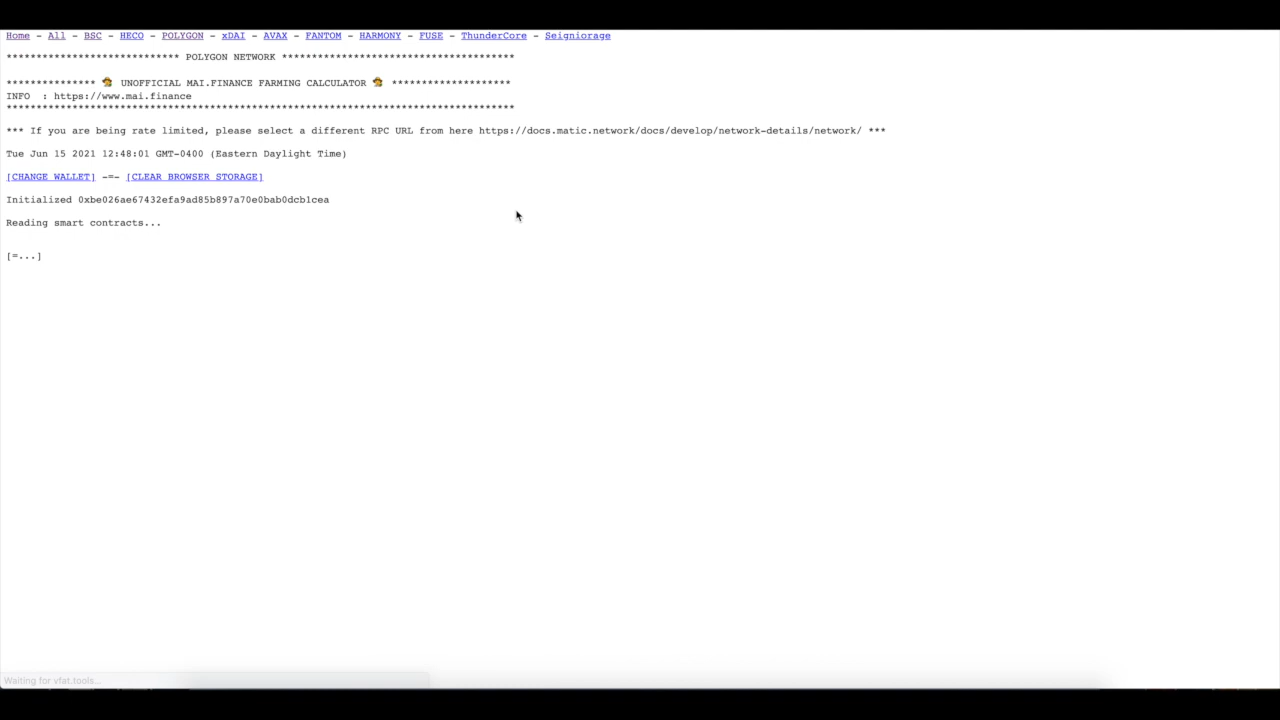 Home - All - BSC - HECO - POLYGON - xDAI - AVAX - FANTOM - HARMONY - FUSE - ThunderCore - Seigniorage
***************************** POLYGON NETWORK ***************************************
*************** 🧑‍🌾 UNOFFICIAL MAI.FINANCE FARMING CALCULATOR 🧑‍🌾 ********************
INFO  : https://www.mai.finance
*************************************************************************************
*** If you are being rate limited, please select a different RPC URL from here https://docs.matic.network/docs/develop/network-details/network/ ***
Tue Jun 15 2021 12:48:01 GMT-0400 (Eastern Daylight Time)
[CHANGE WALLET] -=- [CLEAR BROWSER STORAGE]
Initialized 0xbe026ae67432efa9ad85b897a70e0bab0dcb1cea
Reading smart contracts...
[=...]
Waiting for vfat.tools...